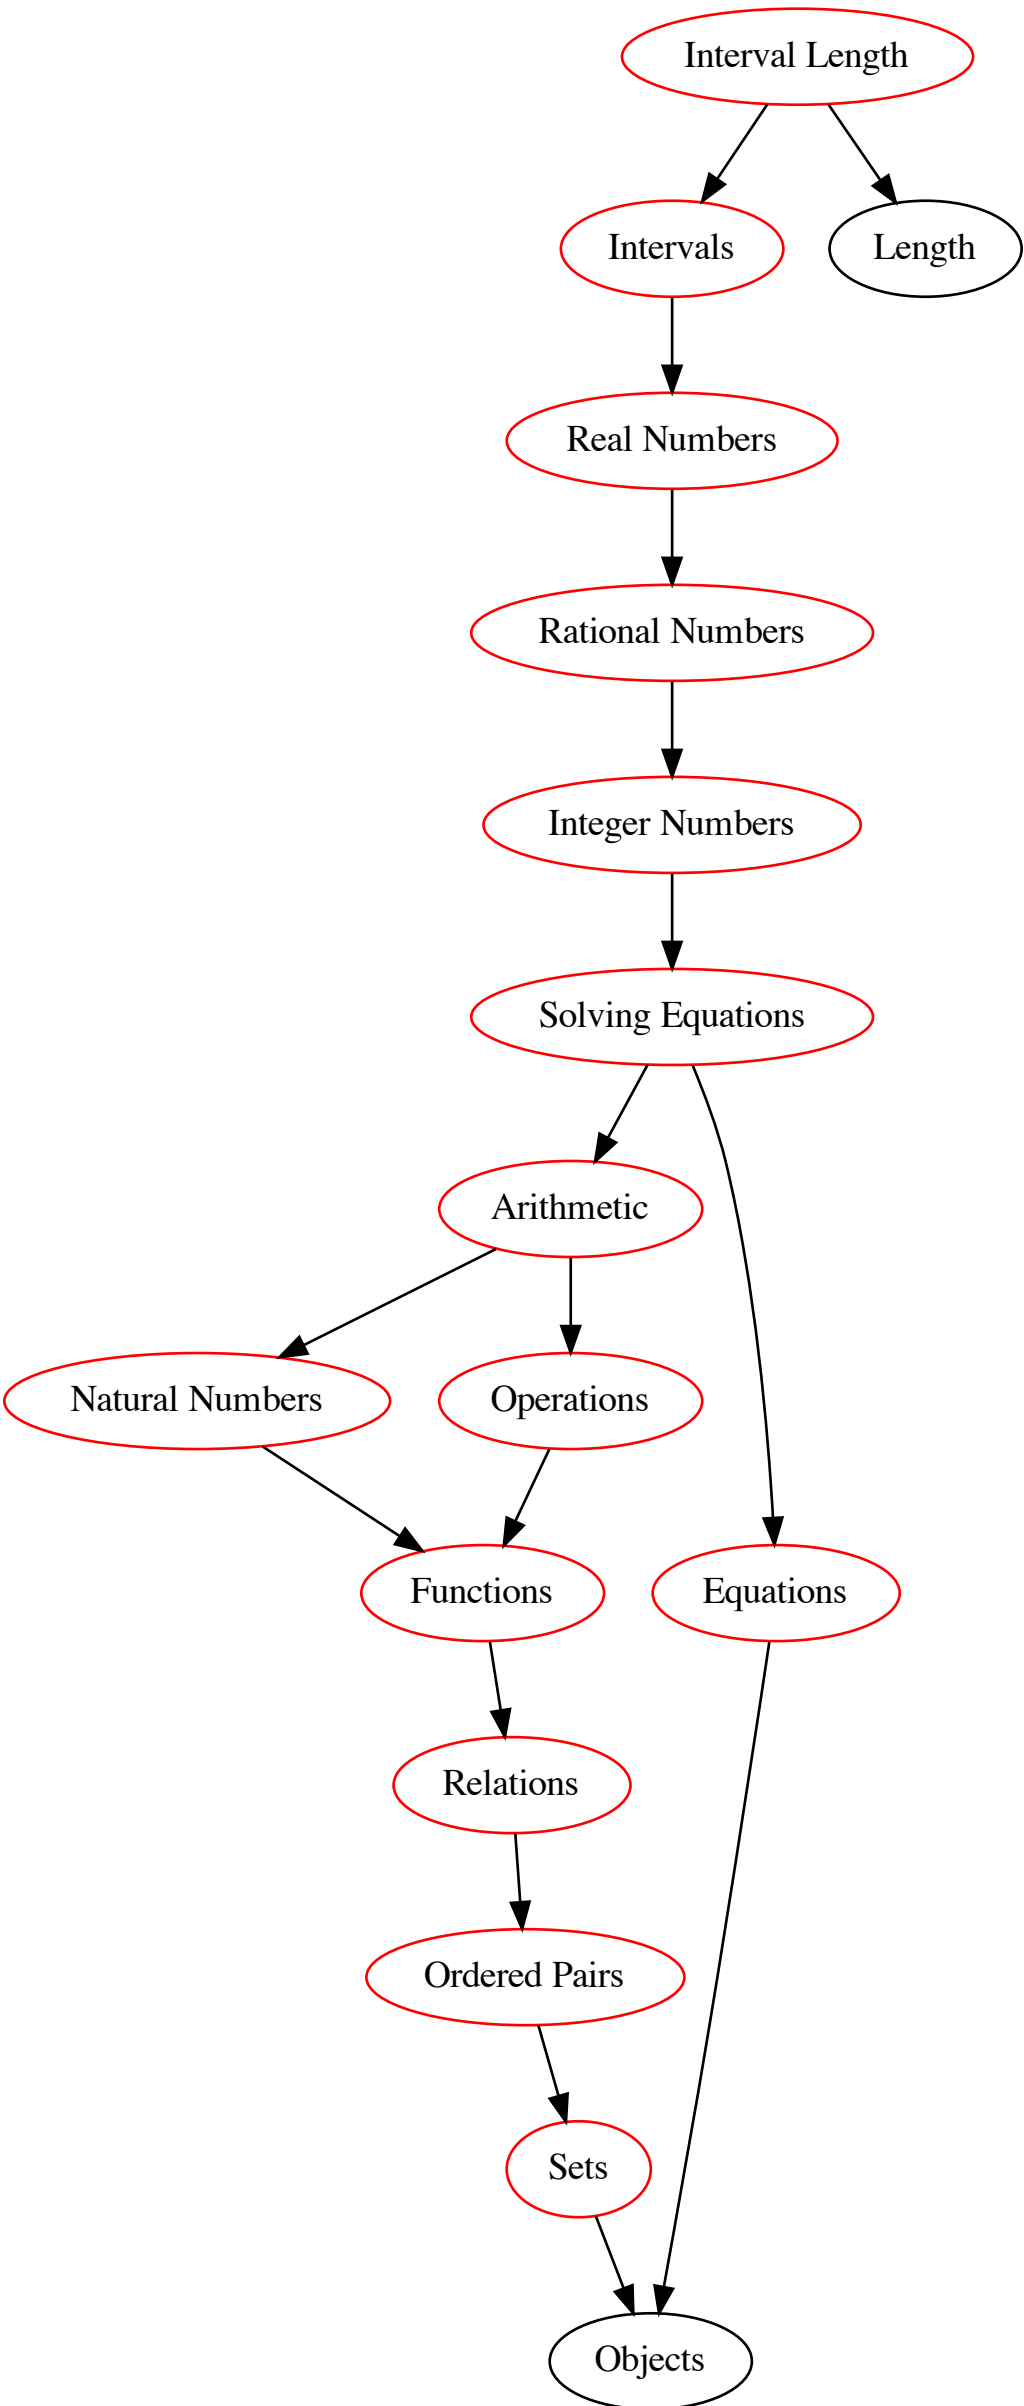 Interval Length
Intervals
Length
Real Numbers
Rational Numbers
Integer Numbers
Solving Equations
Arithmetic
Natural Numbers
Operations
Functions
Equations
Relations
Ordered Pairs
Sets
Objects